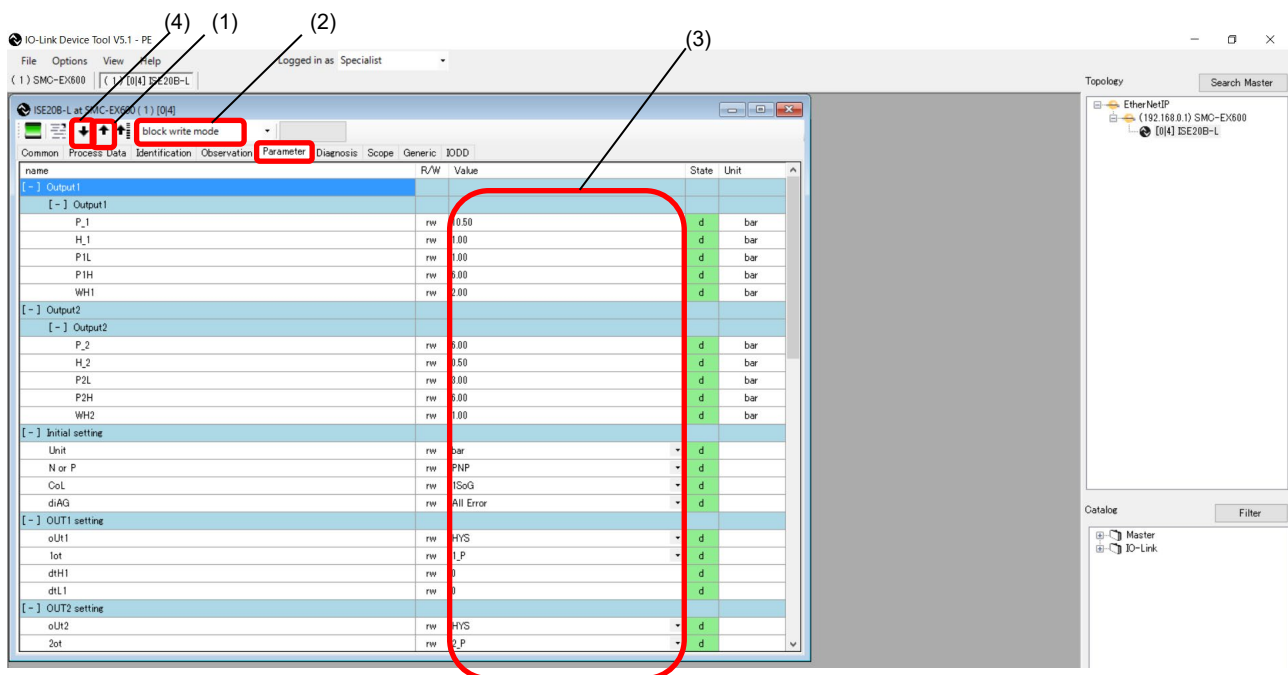 (4) (1) (2) (3)
IO-Link Device Tool V5.1 - PE
File Options View Help Logged in as Specialist
( 1 ) SMC-EX600 ( 1 ) [0|4] ISE20B-L
Topology Search Master
ISE20B-L at SMC-EX600 ( 1 ) [0|4]
EtherNetIP
(192.168.0.1) SMC-EX600
[0|4] ISE20B-L
block write mode
Common Process Data Identification Observation Parameter Diagnosis Scope Generic IODD
name R/W Value State Unit
[ - ] Output1
[ - ] Output1
P_1 rw 10.50 d bar
H_1 rw 1.00 d bar
P1L rw 1.00 d bar
P1H rw 6.00 d bar
WH1 rw 2.00 d bar
[ - ] Output2
[ - ] Output2
P_2 rw 6.00 d bar
H_2 rw 0.50 d bar
P2L rw 3.00 d bar
P2H rw 6.00 d bar
WH2 rw 1.00 d bar
[ - ] Initial setting
Unit rw bar d
N or P rw PNP d
CoL rw 1SoG d
diAG rw All Error d
[ - ] OUT1 setting
oUt1 rw HYS d
1ot rw 1_P d
dtH1 rw 0 d
dtL1 rw 0 d
[ - ] OUT2 setting
oUt2 rw HYS d
2ot rw 2_P d
Catalog Filter
Master
IO-Link